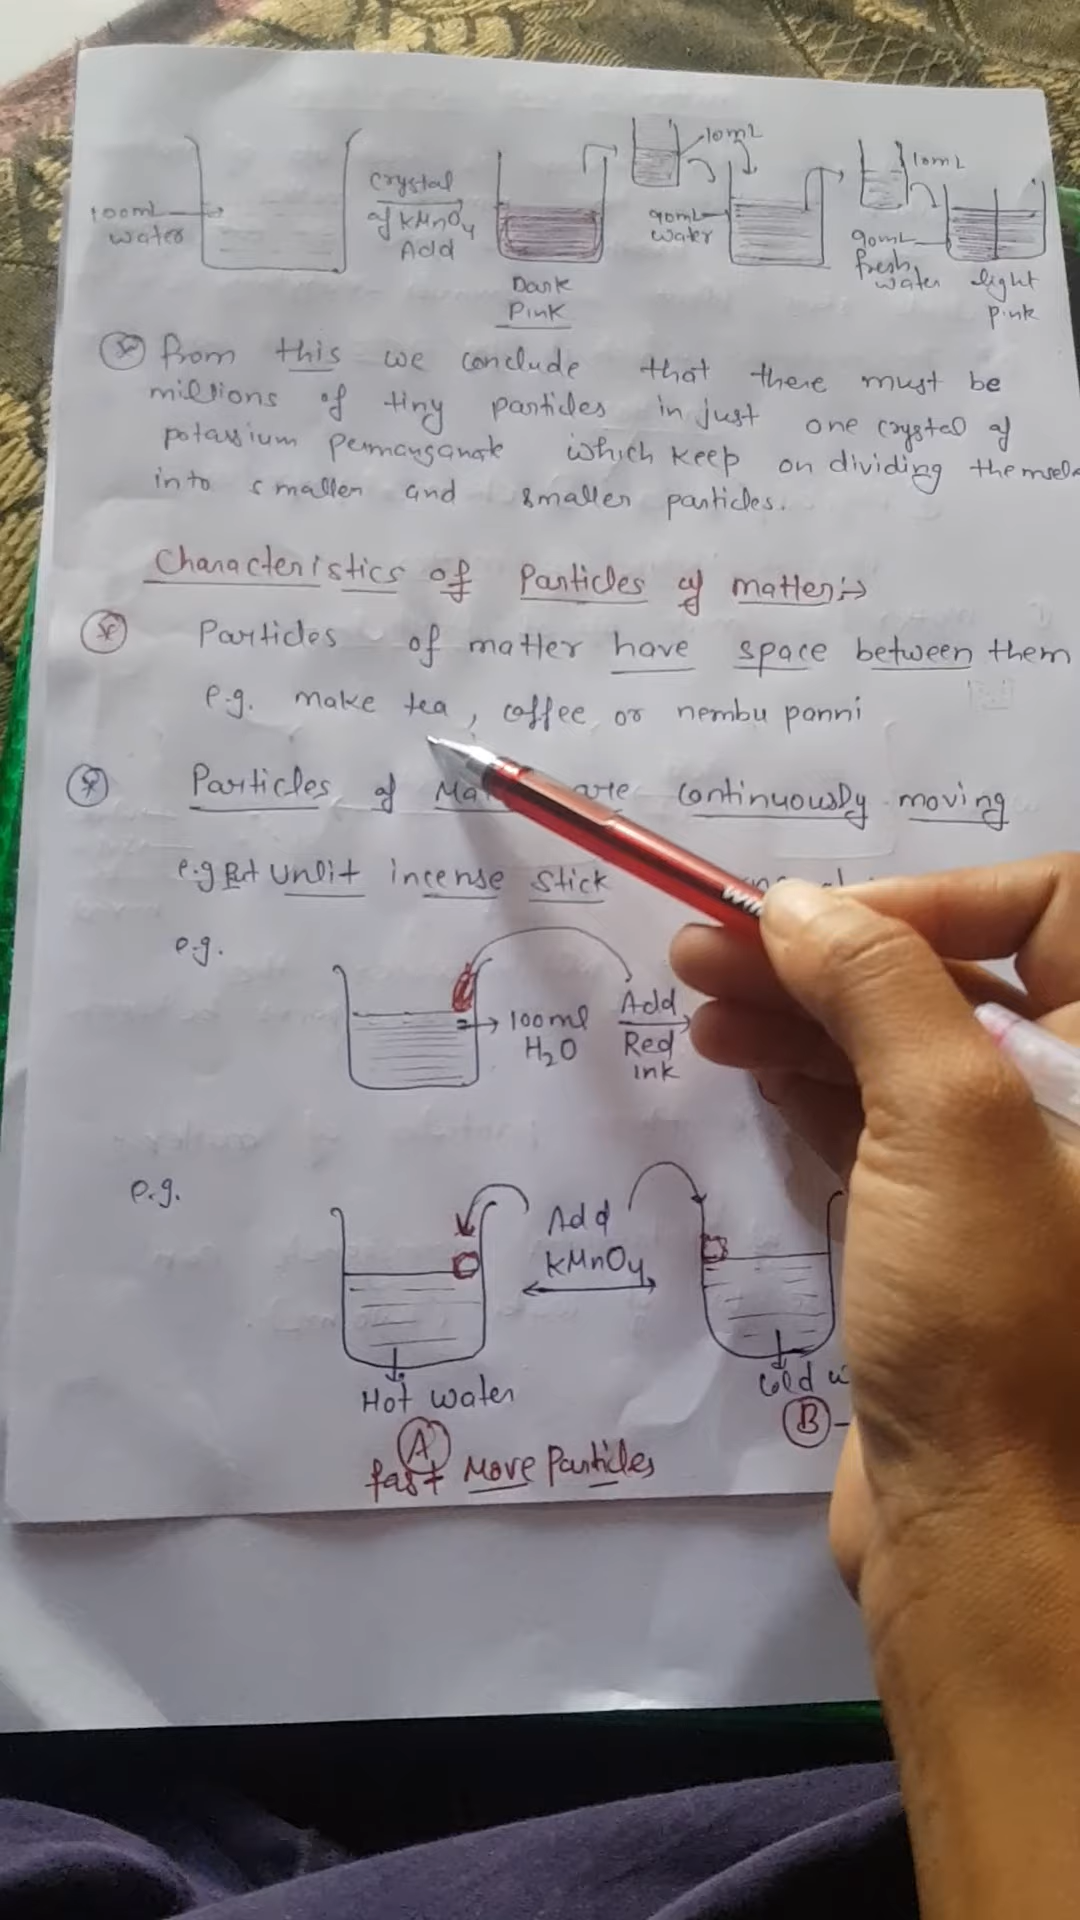 100mL
water
Crystal
of KMnO4
Add
Dark
Pink
10mL
90mL
water
10mL
90mL
fresh
water
light
pink
from this we conclude that there must be
millions of tiny particles in just one crystal of
potassium permanganate which keep on dividing
into smaller and smaller particles.
Characteristics of Particles of matter:->
Particles of matter have space between them
e.g. make tea, coffee or nembu panni
Particles of are continuously moving
e.g Put unlit incense stick
e.g.
100ml
H2O
Add
Red
ink
e.g.
Add
KMnO4
Hot water
Cold
A
B
fast Move Particles